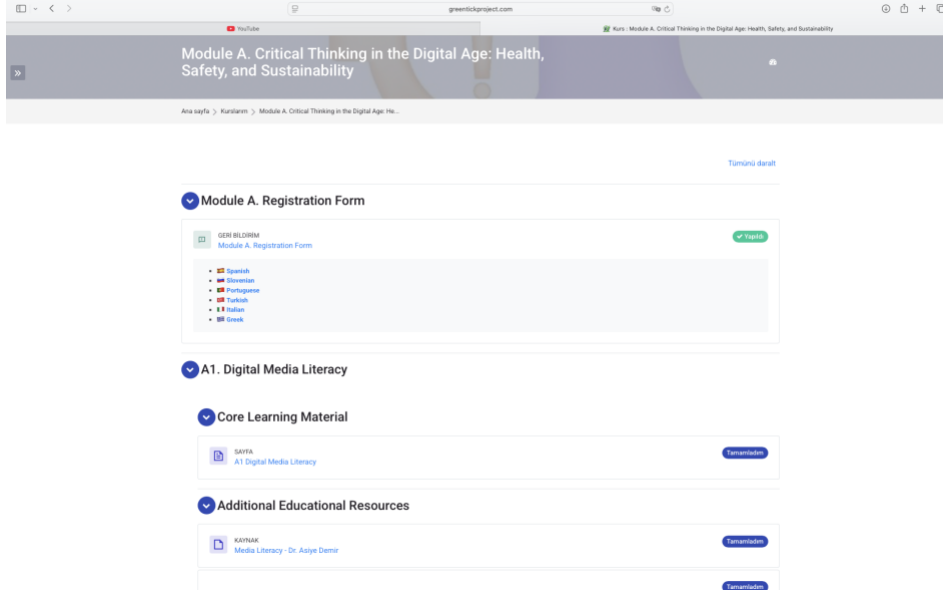 greentickproject.com
YouTube
Kurs : Module A. Critical Thinking in the Digital Age: Health, Safety, and Sustainability
Module A. Critical Thinking in the Digital Age: Health,
Safety, and Sustainability
Ana sayfa > Kurslarım > Module A. Critical Thinking in the Digital Age: He...
Tümünü daralt
Module A. Registration Form
GERİ BİLDİRİM
Module A. Registration Form
Yapıldı
Spanish
Slovenian
Portuguese
Turkish
Italian
Greek
A1. Digital Media Literacy
Core Learning Material
SAYFA
A1 Digital Media Literacy
Tamamladım
Additional Educational Resources
KAYNAK
Media Literacy - Dr. Asiye Demir
Tamamladım
Tamamladım